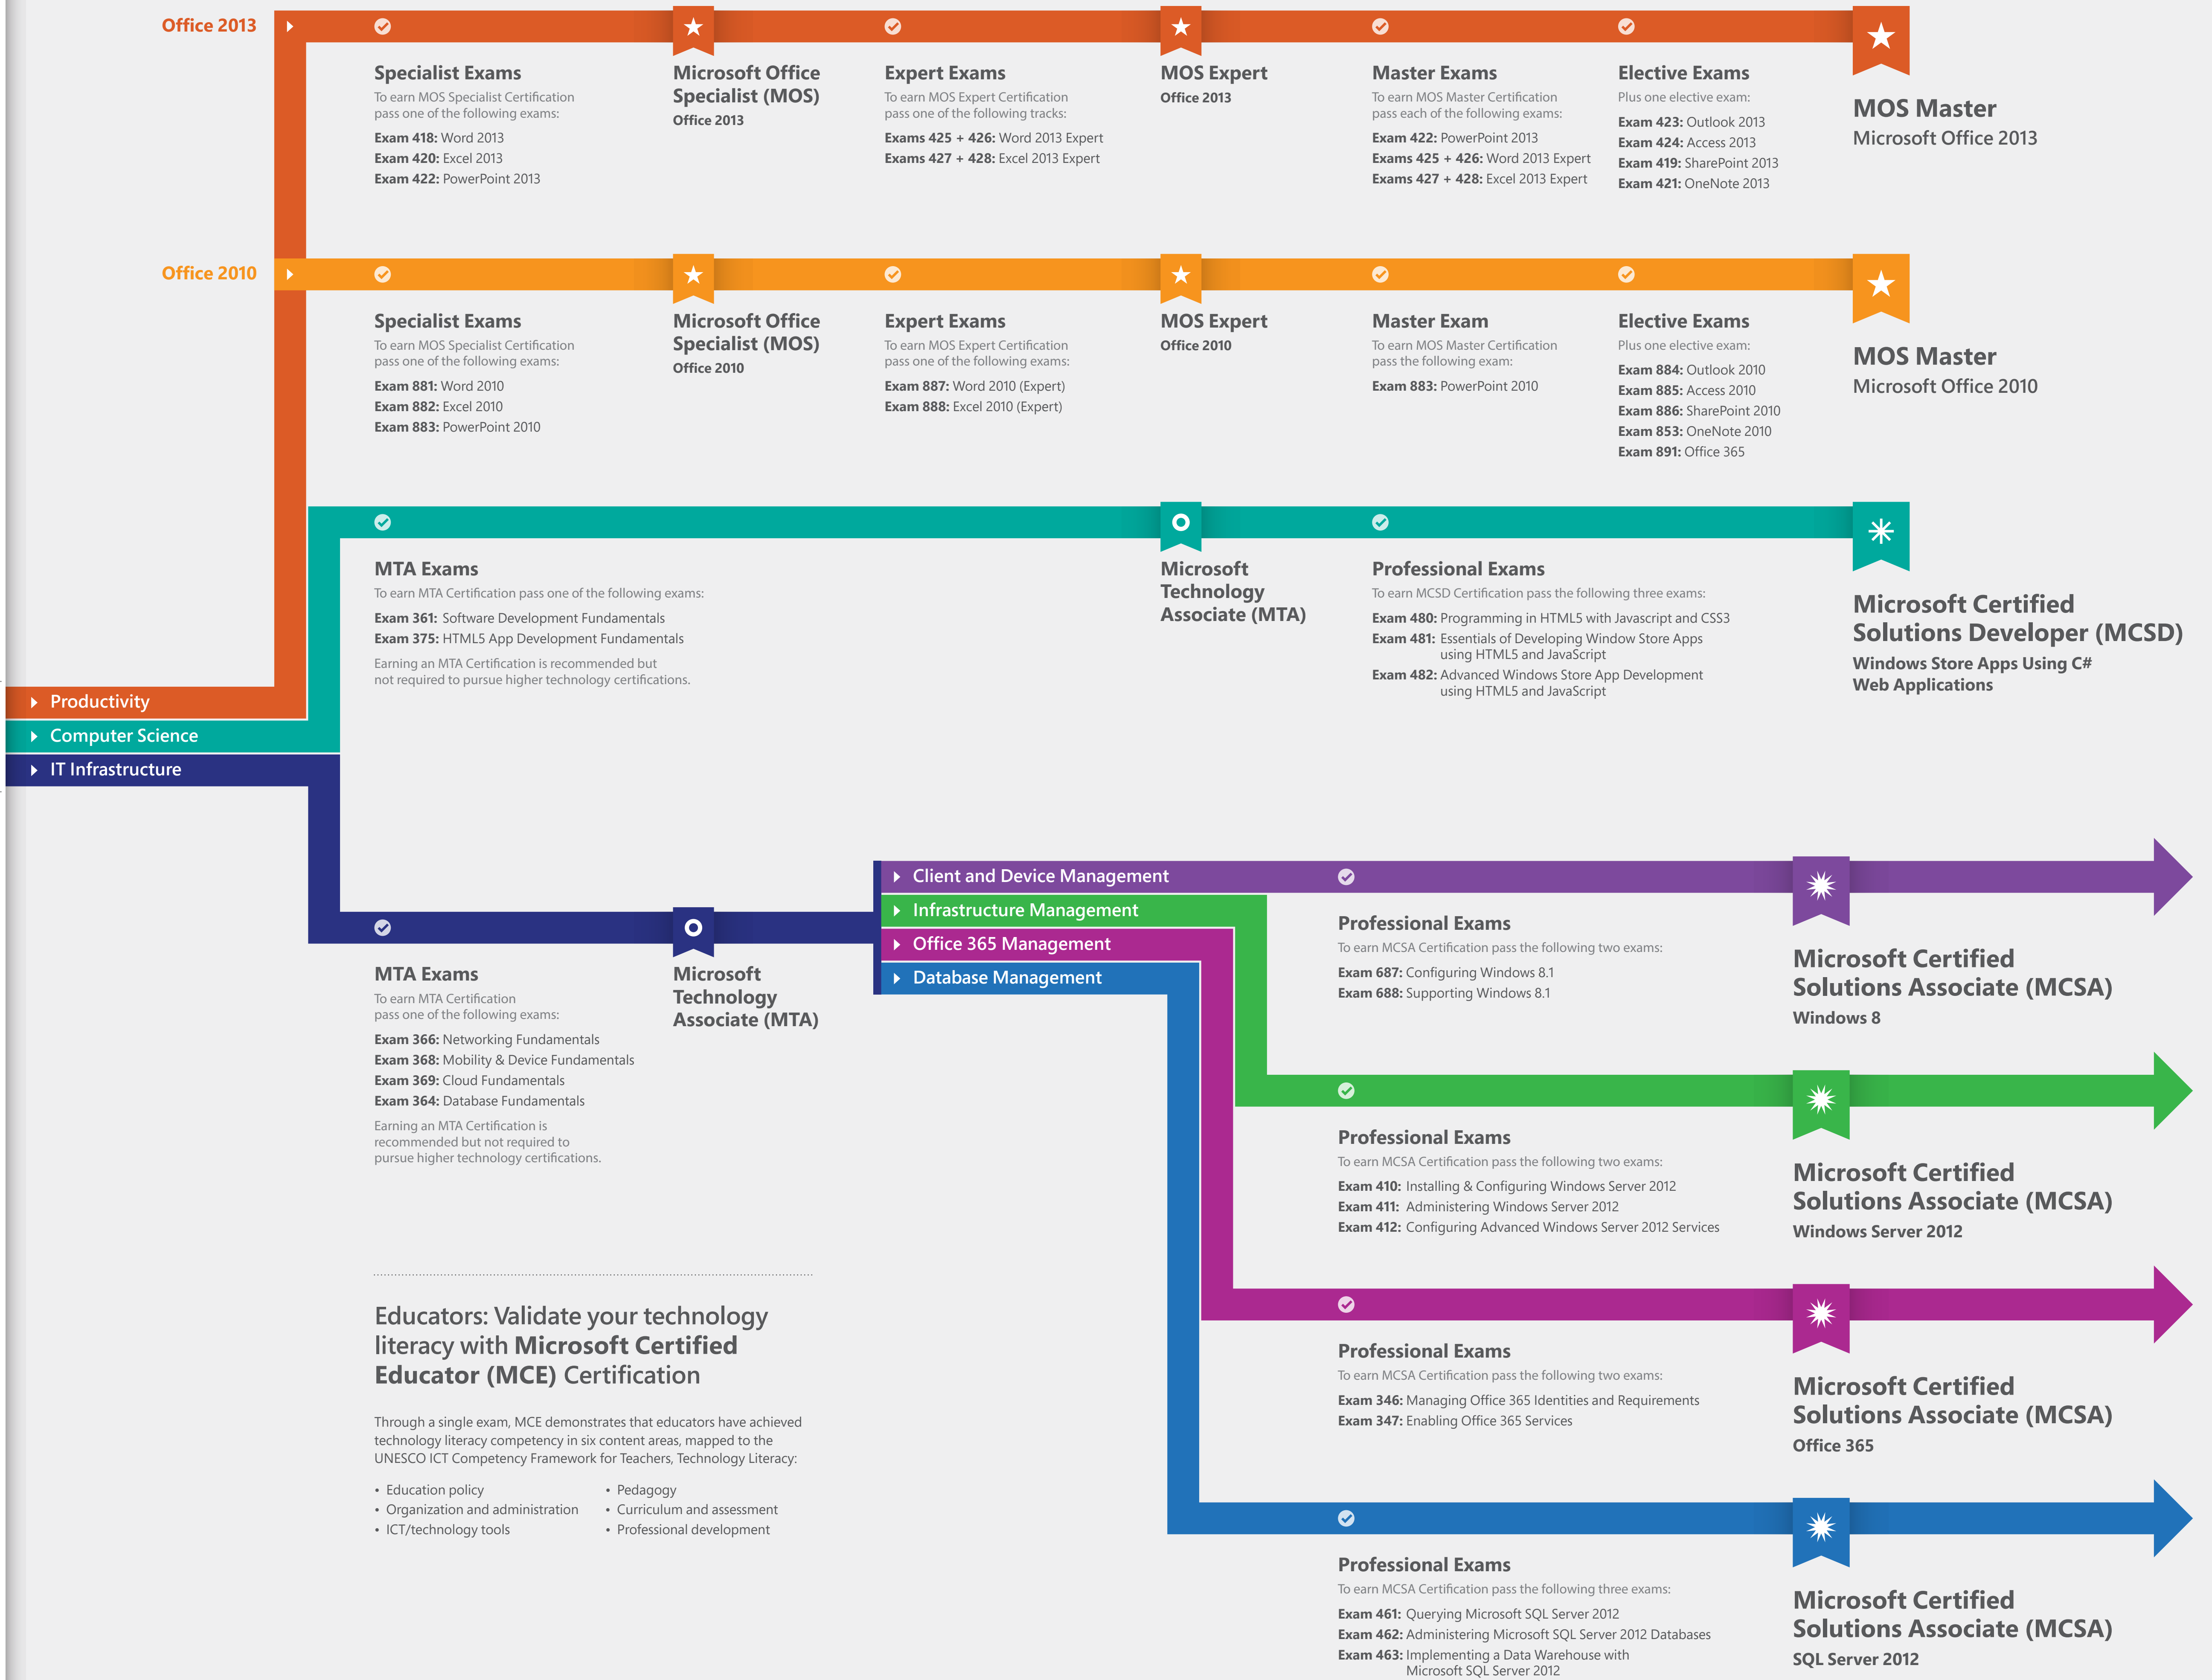 Office 2013
Specialist Exams
To earn MOS Specialist Certification
pass one of the following exams:
Exam 418: Word 2013
Exam 420: Excel 2013
Exam 422: PowerPoint 2013
Microsoft Office
Specialist (MOS)
Office 2013
Expert Exams
To earn MOS Expert Certification
pass one of the following tracks:
Exams 425 + 426: Word 2013 Expert
Exams 427 + 428: Excel 2013 Expert
MOS Expert
Office 2013
Master Exams
To earn MOS Master Certification
pass each of the following exams:
Exam 422: PowerPoint 2013
Exams 425 + 426: Word 2013 Expert
Exams 427 + 428: Excel 2013 Expert
Elective Exams
Plus one elective exam:
Exam 423: Outlook 2013
Exam 424: Access 2013
Exam 419: SharePoint 2013
Exam 421: OneNote 2013
MOS Master
Microsoft Office 2013
Office 2010
Specialist Exams
To earn MOS Specialist Certification
pass one of the following exams:
Exam 881: Word 2010
Exam 882: Excel 2010
Exam 883: PowerPoint 2010
Microsoft Office
Specialist (MOS)
Office 2010
Expert Exams
To earn MOS Expert Certification
pass one of the following exams:
Exam 887: Word 2010 (Expert)
Exam 888: Excel 2010 (Expert)
MOS Expert
Office 2010
Master Exam
To earn MOS Master Certification
pass the following exam:
Exam 883: PowerPoint 2010
Elective Exams
Plus one elective exam:
Exam 884: Outlook 2010
Exam 885: Access 2010
Exam 886: SharePoint 2010
Exam 853: OneNote 2010
Exam 891: Office 365
MOS Master
Microsoft Office 2010
MTA Exams
To earn MTA Certification pass one of the following exams:
Exam 361: Software Development Fundamentals
Exam 375: HTML5 App Development Fundamentals
Earning an MTA Certification is recommended but
not required to pursue higher technology certifications.
Microsoft
Technology
Associate (MTA)
Professional Exams
To earn MCSD Certification pass the following three exams:
Exam 480: Programming in HTML5 with Javascript and CSS3
Exam 481: Essentials of Developing Window Store Apps
using HTML5 and JavaScript
Exam 482: Advanced Windows Store App Development
using HTML5 and JavaScript
Microsoft Certified
Solutions Developer (MCSD)
Windows Store Apps Using C#
Web Applications
Productivity
Computer Science
IT Infrastructure
MTA Exams
To earn MTA Certification
pass one of the following exams:
Exam 366: Networking Fundamentals
Exam 368: Mobility & Device Fundamentals
Exam 369: Cloud Fundamentals
Exam 364: Database Fundamentals
Earning an MTA Certification is
recommended but not required to
pursue higher technology certifications.
Microsoft
Technology
Associate (MTA)
Client and Device Management
Infrastructure Management
Office 365 Management
Database Management
Professional Exams
To earn MCSA Certification pass the following two exams:
Exam 687: Configuring Windows 8.1
Exam 688: Supporting Windows 8.1
Microsoft Certified
Solutions Associate (MCSA)
Windows 8
Professional Exams
To earn MCSA Certification pass the following two exams:
Exam 410: Installing & Configuring Windows Server 2012
Exam 411: Administering Windows Server 2012
Exam 412: Configuring Advanced Windows Server 2012 Services
Microsoft Certified
Solutions Associate (MCSA)
Windows Server 2012
Professional Exams
To earn MCSA Certification pass the following two exams:
Exam 346: Managing Office 365 Identities and Requirements
Exam 347: Enabling Office 365 Services
Microsoft Certified
Solutions Associate (MCSA)
Office 365
Professional Exams
To earn MCSA Certification pass the following three exams:
Exam 461: Querying Microsoft SQL Server 2012
Exam 462: Administering Microsoft SQL Server 2012 Databases
Exam 463: Implementing a Data Warehouse with
Microsoft SQL Server 2012
Microsoft Certified
Solutions Associate (MCSA)
SQL Server 2012
Educators: Validate your technology
literacy with Microsoft Certified
Educator (MCE) Certification
Through a single exam, MCE demonstrates that educators have achieved
technology literacy competency in six content areas, mapped to the
UNESCO ICT Competency Framework for Teachers, Technology Literacy:
• Education policy
• Organization and administration
• ICT/technology tools
• Pedagogy
• Curriculum and assessment
• Professional development